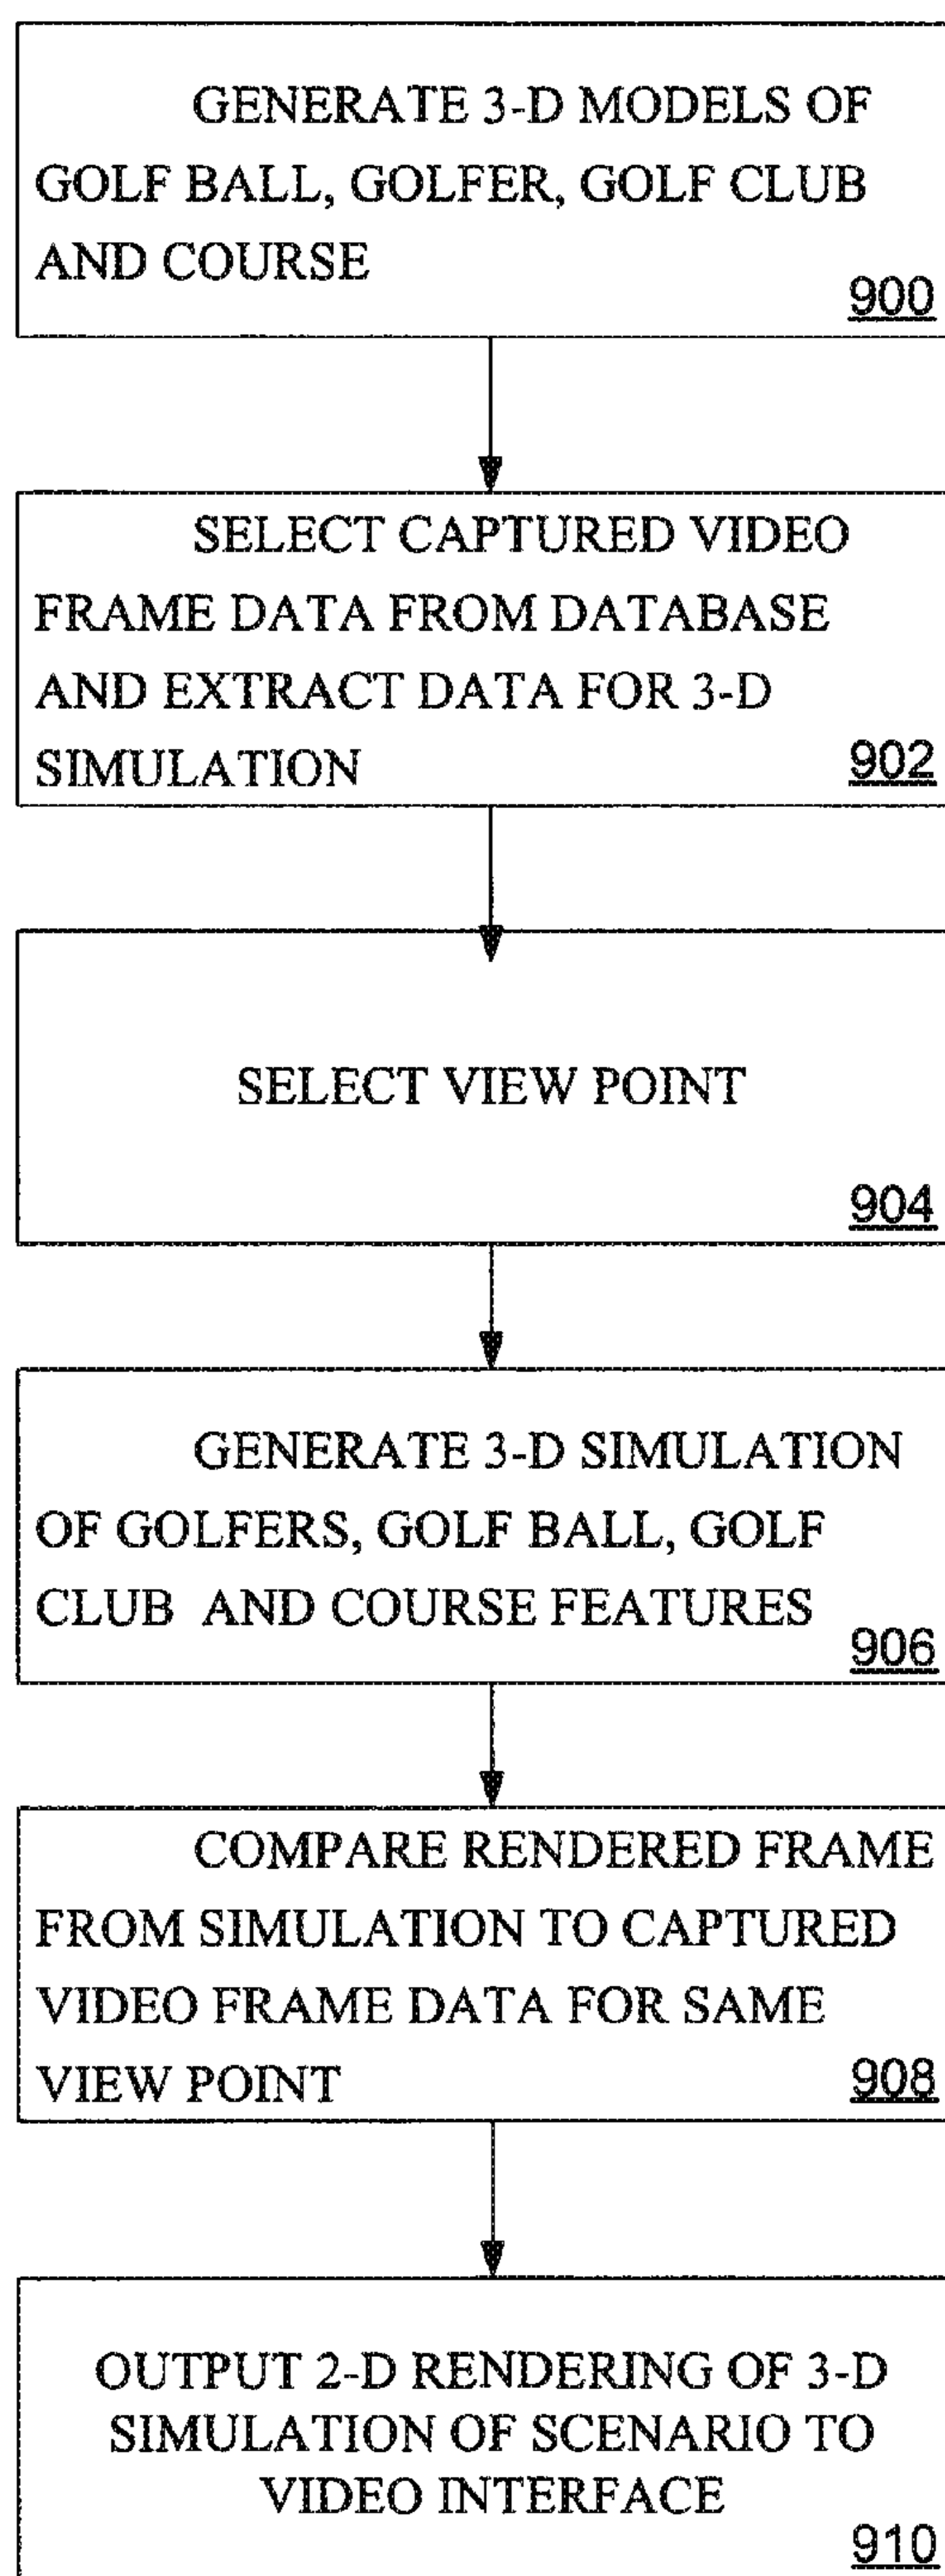 GENERATE 3-D MODELS OF
GOLF BALL, GOLFER, GOLF CLUB
AND COURSE
900
SELECT CAPTURED VIDEO
FRAME DATA FROM DATABASE
AND EXTRACT DATA FOR 3-D
SIMULATION
902
SELECT VIEW POINT
904
GENERATE 3-D SIMULATION
OF GOLFERS, GOLF BALL, GOLF
CLUB AND COURSE FEATURES
906
COMPARE RENDERED FRAME
FROM SIMULATION TO CAPTURED
VIDEO FRAME DATA FOR SAME
VIEW POINT
908
OUTPUT 2-D RENDERING OF 3-D
SIMULATION OF SCENARIO TO
VIDEO INTERFACE
910